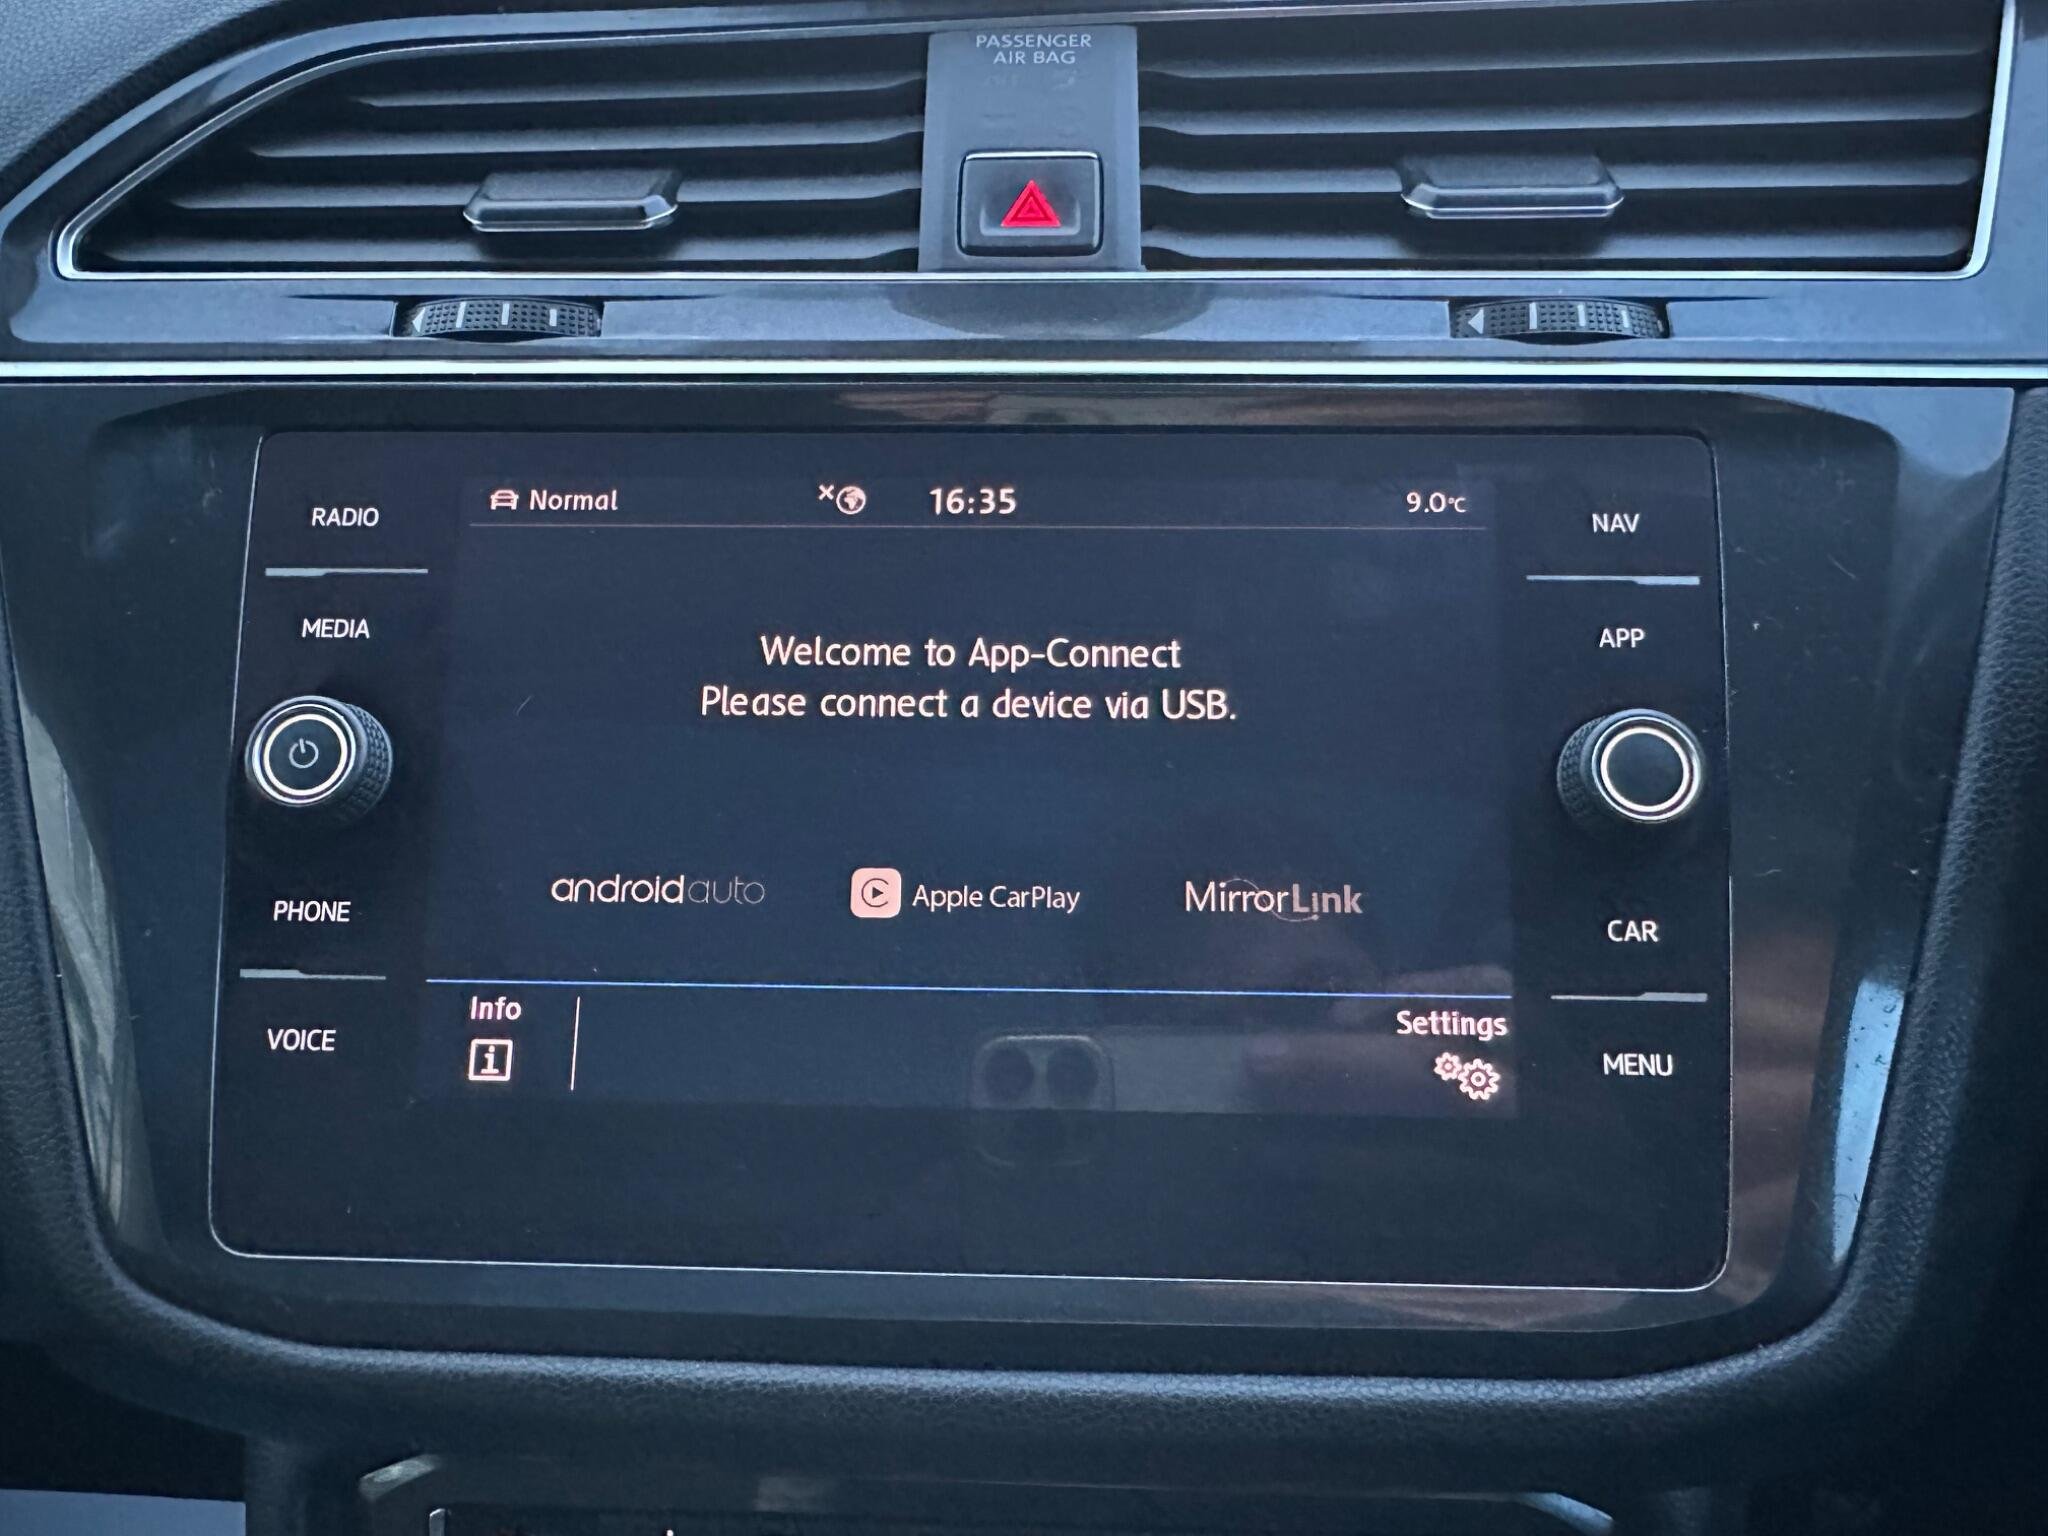 PASSENGER
AIR BAG
Normal
16:35
9.0°C
RADIO
MEDIA
PHONE
VOICE
NAV
APP
CAR
MENU
Welcome to App-Connect
Please connect a device via USB.
androidauto
Apple CarPlay
MirrorLink
Info
Settings